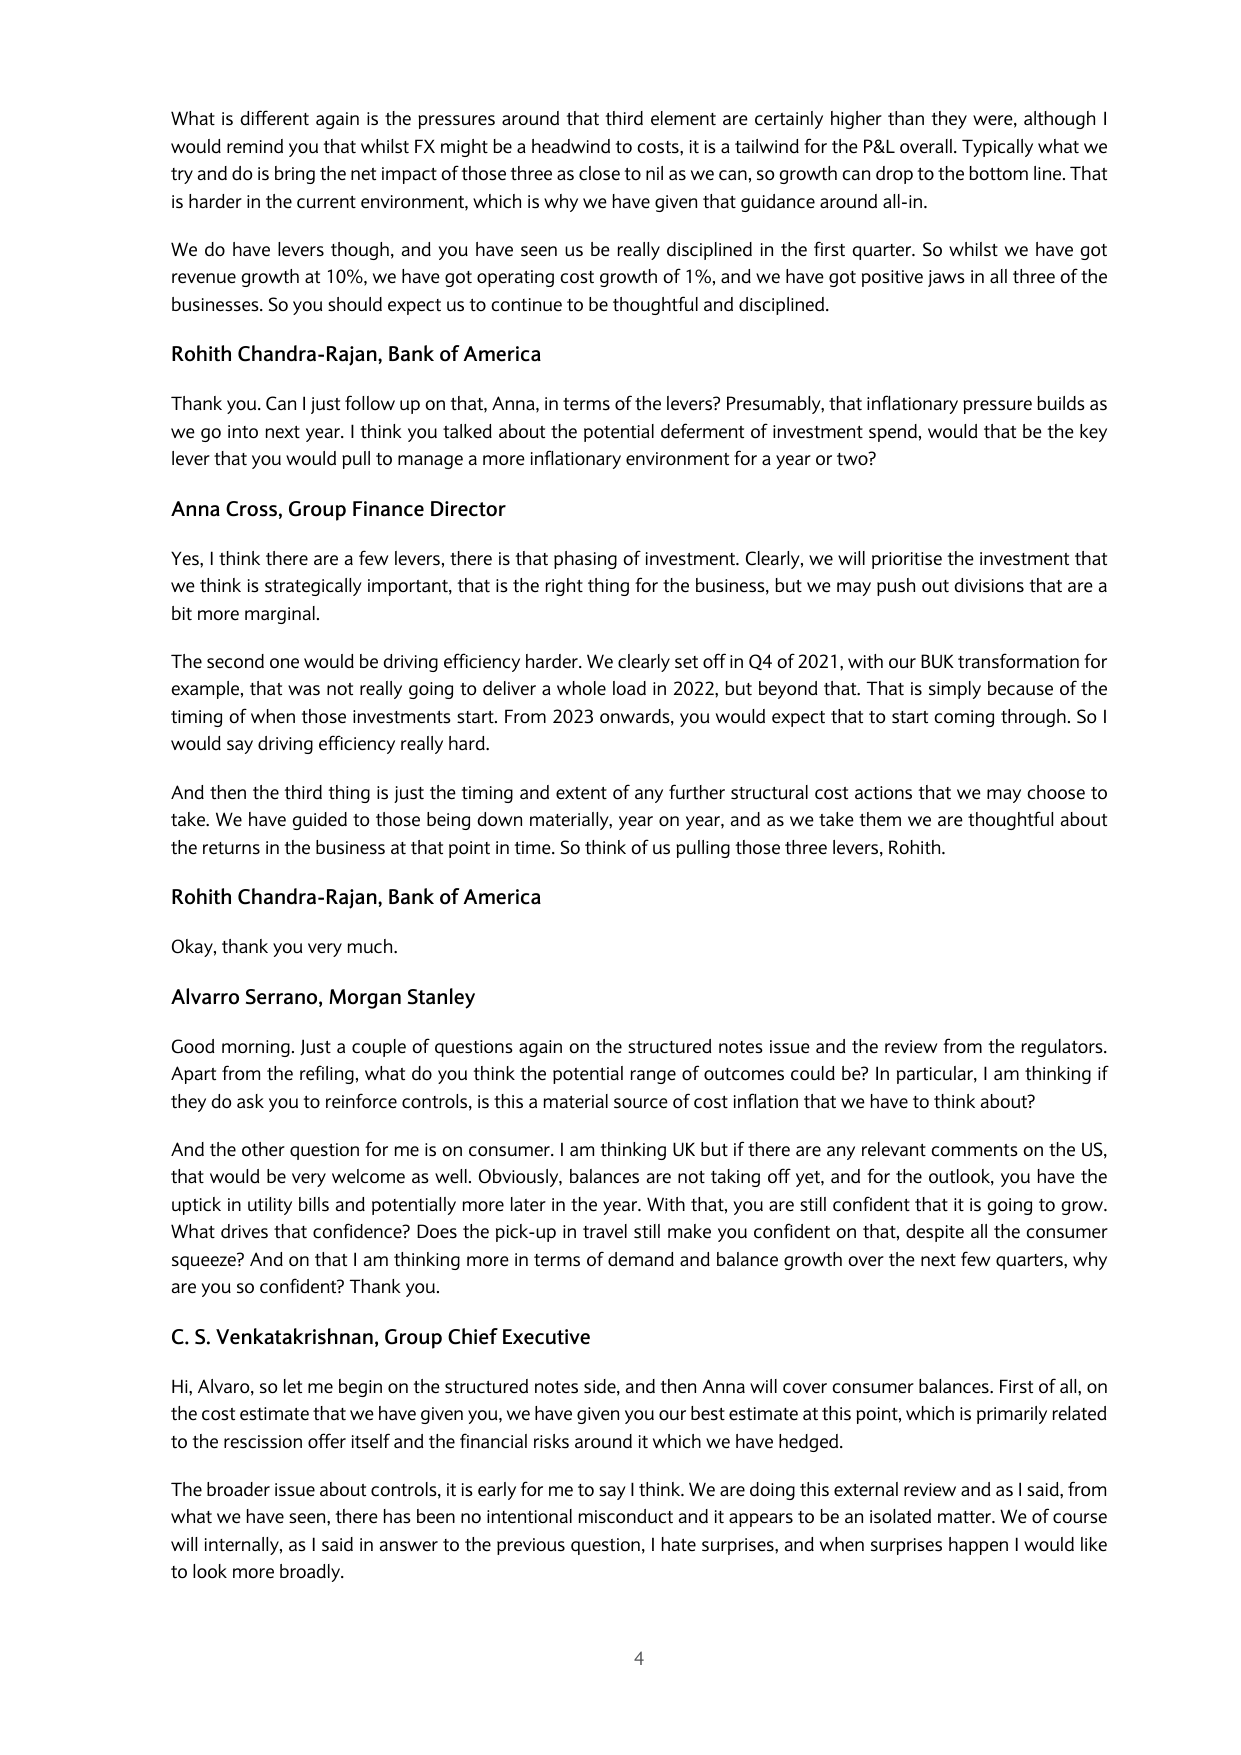 What is different again is the pressures around that third element are certainly higher than they were, although I
would remind you that whilst FX might be a headwind to costs, it is a tailwind for the P&L overall. Typically what we
try and do is bring the net impact of those three as close to nil as we can, so growth can drop to the bottom line. That
is harder in the current environment, which is why we have given that guidance around all-in.
We do have levers though, and you have seen us be really disciplined in the first quarter. So whilst we have got
revenue growth at 10%, we have got operating cost growth of 1%, and we have got positive jaws in all three of the
businesses. So you should expect us to continue to be thoughtful and disciplined.
Rohith Chandra-Rajan, Bank of America
Thank you. Can I just follow up on that, Anna, in terms of the levers? Presumably, that inflationary pressure builds as
we go into next year. I think you talked about the potential deferment of investment spend, would that be the key
lever that you would pull to manage a more inflationary environment for a year or two?
Anna Cross, Group Finance Director
Yes, I think there are a few levers, there is that phasing of investment. Clearly, we will prioritise the investment that
we think is strategically important, that is the right thing for the business, but we may push out divisions that are a
bit more marginal.
The second one would be driving efficiency harder. We clearly set off in Q4 of 2021, with our BUK transformation for
example, that was not really going to deliver a whole load in 2022, but beyond that. That is simply because of the
timing of when those investments start. From 2023 onwards, you would expect that to start coming through. So I
would say driving efficiency really hard.
And then the third thing is just the timing and extent of any further structural cost actions that we may choose to
take. We have guided to those being down materially, year on year, and as we take them we are thoughtful about
the returns in the business at that point in time. So think of us pulling those three levers, Rohith.
Rohith Chandra-Rajan, Bank of America
Okay, thank you very much.
Alvarro Serrano, Morgan Stanley
Good morning. Just a couple of questions again on the structured notes issue and the review from the regulators.
Apart from the refiling, what do you think the potential range of outcomes could be? In particular, I am thinking if
they do ask you to reinforce controls, is this a material source of cost inflation that we have to think about?
And the other question for me is on consumer. I am thinking UK but if there are any relevant comments on the US,
that would be very welcome as well. Obviously, balances are not taking off yet, and for the outlook, you have the
uptick in utility bills and potentially more later in the year. With that, you are still confident that it is going to grow.
What drives that confidence? Does the pick-up in travel still make you confident on that, despite all the consumer
squeeze? And on that I am thinking more in terms of demand and balance growth over the next few quarters, why
are you so confident? Thank you.
C. S. Venkatakrishnan, Group Chief Executive
Hi, Alvaro, so let me begin on the structured notes side, and then Anna will cover consumer balances. First of all, on
the cost estimate that we have given you, we have given you our best estimate at this point, which is primarily related
to the rescission offer itself and the financial risks around it which we have hedged.
The broader issue about controls, it is early for me to say I think. We are doing this external review and as I said, from
what we have seen, there has been no intentional misconduct and it appears to be an isolated matter. We of course
will internally, as I said in answer to the previous question, I hate surprises, and when surprises happen I would like
to look more broadly.
4